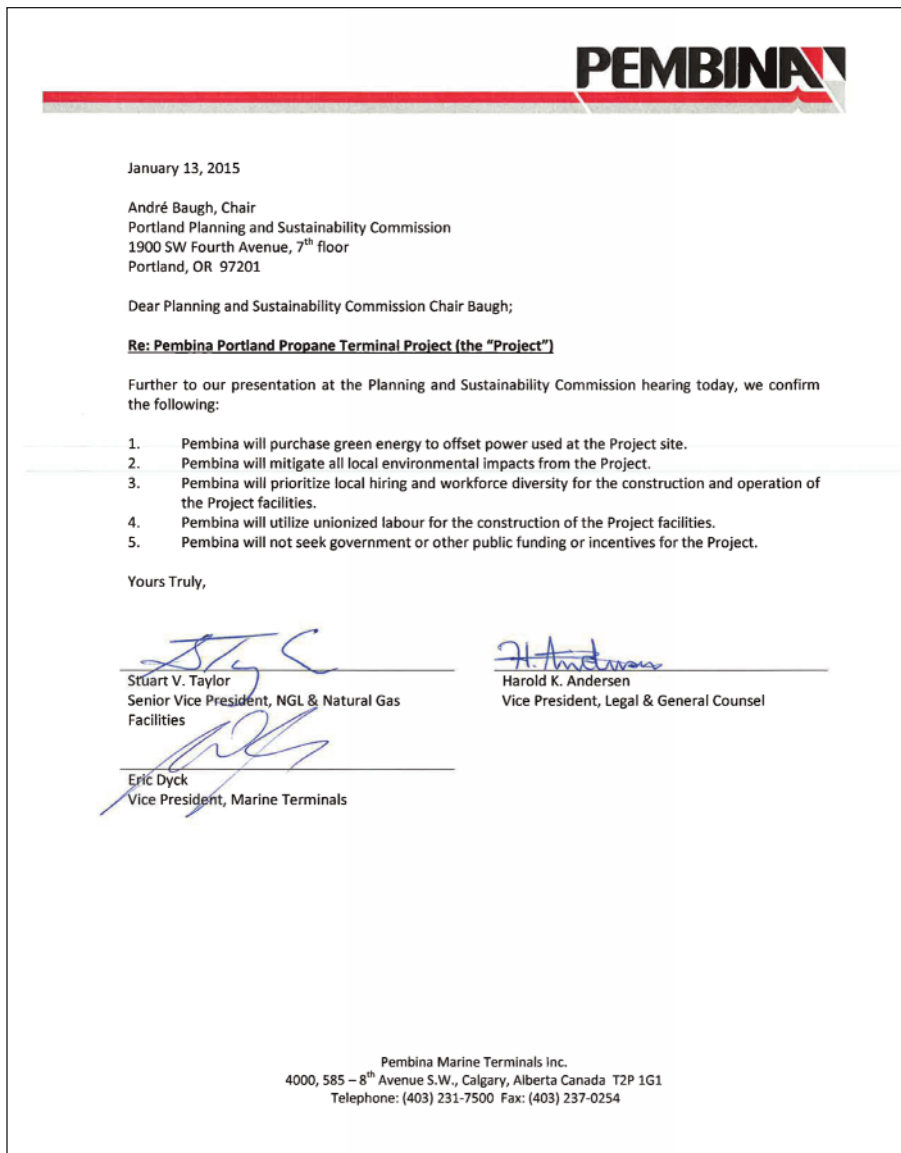 PEMBINA
January 13, 2015
André Baugh, Chair
Portland Planning and Sustainability Commission
1900 SW Fourth Avenue, 7th floor
Portland, OR 97201
Dear Planning and Sustainability Commission Chair Baugh;
Re: Pembina Portland Propane Terminal Project (the "Project")
Further to our presentation at the Planning and Sustainability Commission hearing today, we confirm
the following:
1. Pembina will purchase green energy to offset power used at the Project site.
2. Pembina will mitigate all local environmental impacts from the Project.
3. Pembina will prioritize local hiring and workforce diversity for the construction and operation of
the Project facilities.
4. Pembina will utilize unionized labour for the construction of the Project facilities.
5. Pembina will not seek government or other public funding or incentives for the Project.
Yours Truly,
H. Andersen
Stuart V. Taylor
Senior Vice President, NGL & Natural Gas
Facilities
Harold K. Andersen
Vice President, Legal & General Counsel
Eric Dyck
Vice President, Marine Terminals
Pembina Marine Terminals Inc.
4000, 585 – 8th Avenue S.W., Calgary, Alberta Canada T2P 1G1
Telephone: (403) 231-7500 Fax: (403) 237-0254